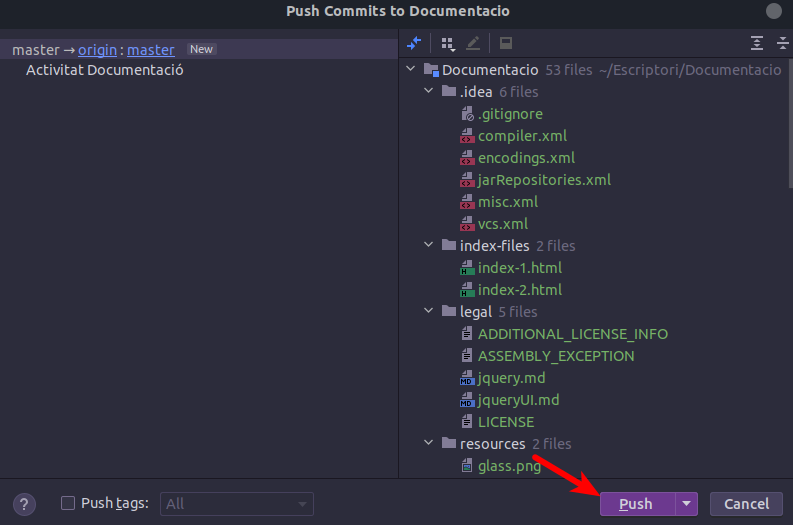 Push Commits to Documentacio
master → origin : master New
Activitat Documentació
Documentacio 53 files ~/Escriptori/Documentacio
.idea 6 files
.gitignore
compiler.xml
encodings.xml
jarRepositories.xml
misc.xml
vcs.xml
index-files 2 files
index-1.html
index-2.html
legal 5 files
ADDITIONAL_LICENSE_INFO
ASSEMBLY_EXCEPTION
jquery.md
jqueryUI.md
LICENSE
resources 2 files
glass.png
? Push tags: All Push Cancel